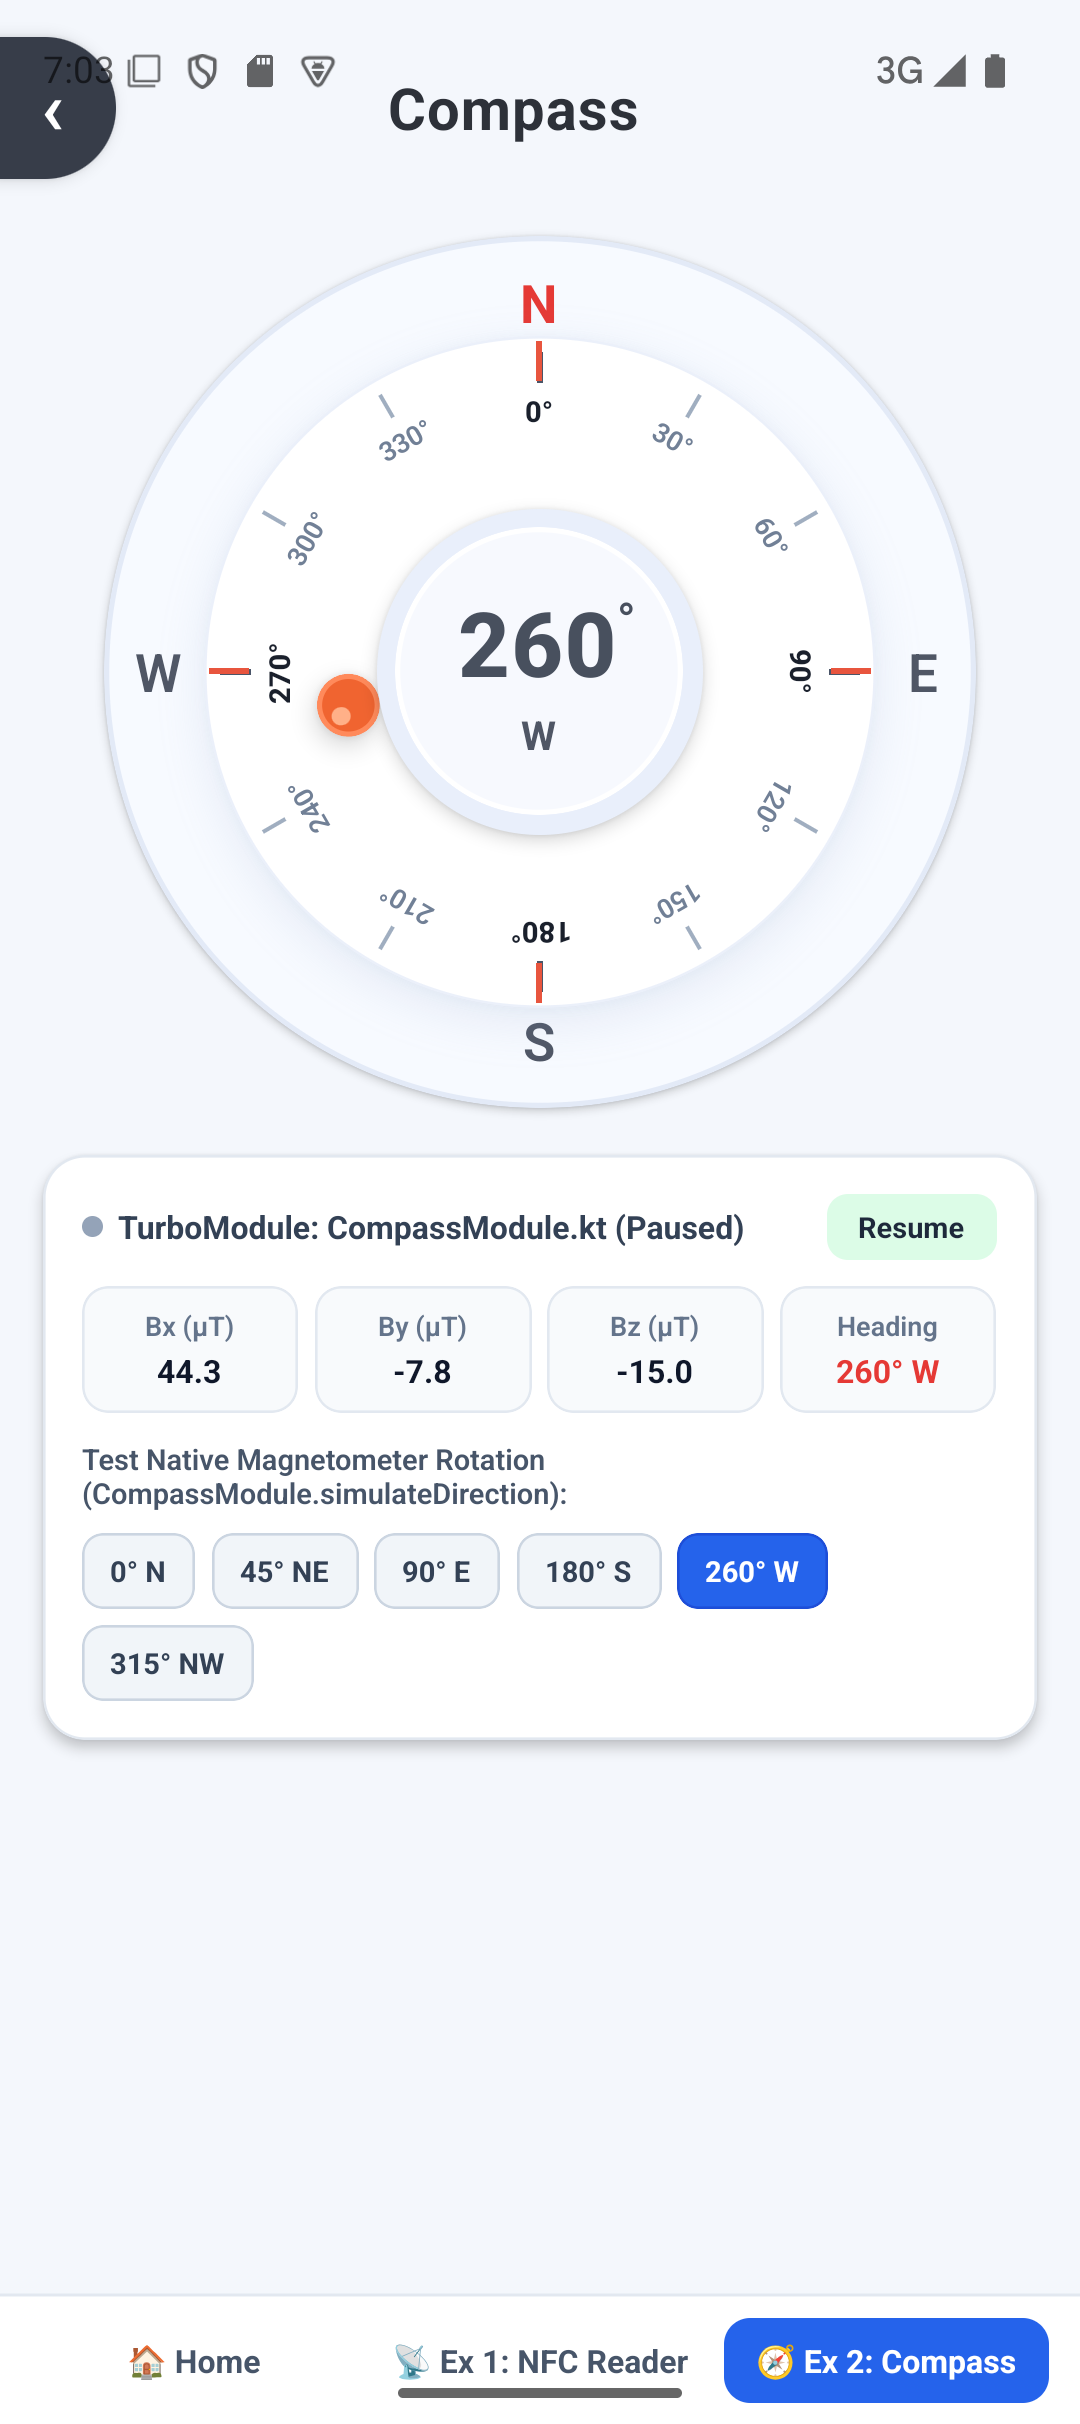 7:03
3G
‹
Compass
N
0°
30°
60°
90°
E
120°
150°
180°
S
210°
240°
270°
W
300°
330°
260°
W
TurboModule: CompassModule.kt (Paused)
Resume
Bx (µT)
44.3
By (µT)
-7.8
Bz (µT)
-15.0
Heading
260° W
Test Native Magnetometer Rotation
(CompassModule.simulateDirection):
0° N
45° NE
90° E
180° S
260° W
315° NW
Home
Ex 1: NFC Reader
Ex 2: Compass